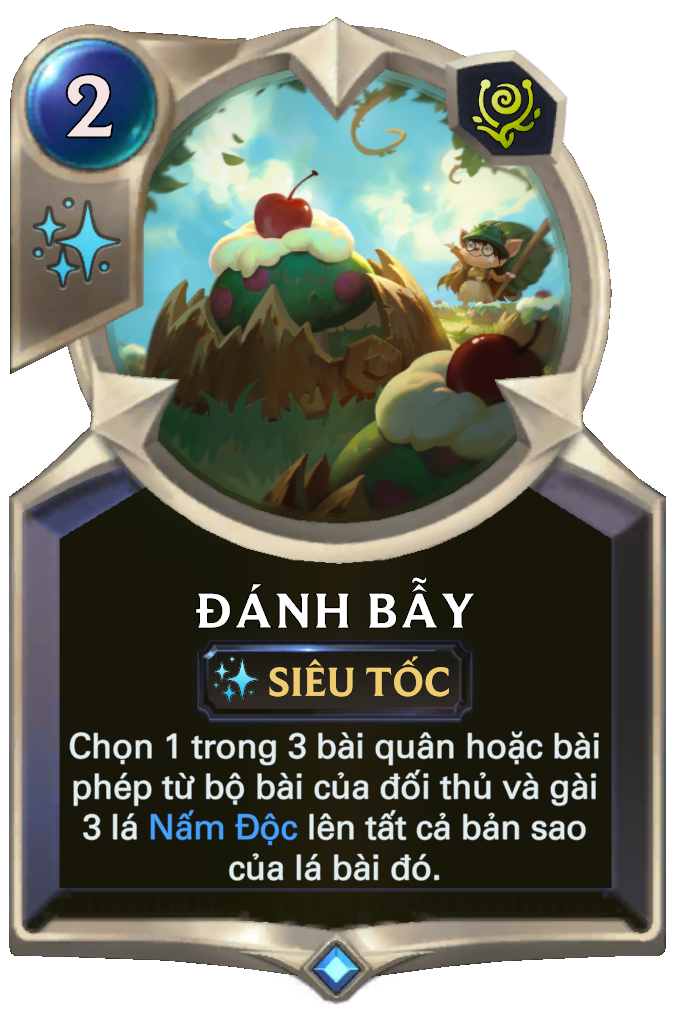 2
ĐÁNH BẪY
SIÊU TỐC
Chọn 1 trong 3 bài quân hoặc bài
phép từ bộ bài của đối thủ và gài
3 lá Nấm Độc lên tất cả bản sao
của lá bài đó.